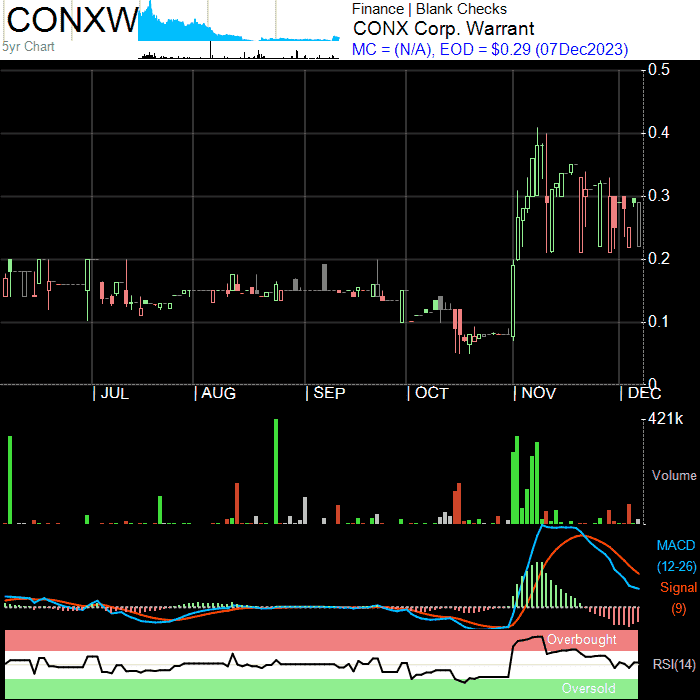 CONXW
5yr Chart
Finance | Blank Checks
CONX Corp. Warrant
MC = (N/A), EOD = $0.29 (07Dec2023)
0.5
0.4
0.3
0.2
0.1
0
JUL AUG SEP OCT NOV DEC
421k
Volume
MACD
(12-26)
Signal
(9)
Overbought
RSI(14)
Oversold